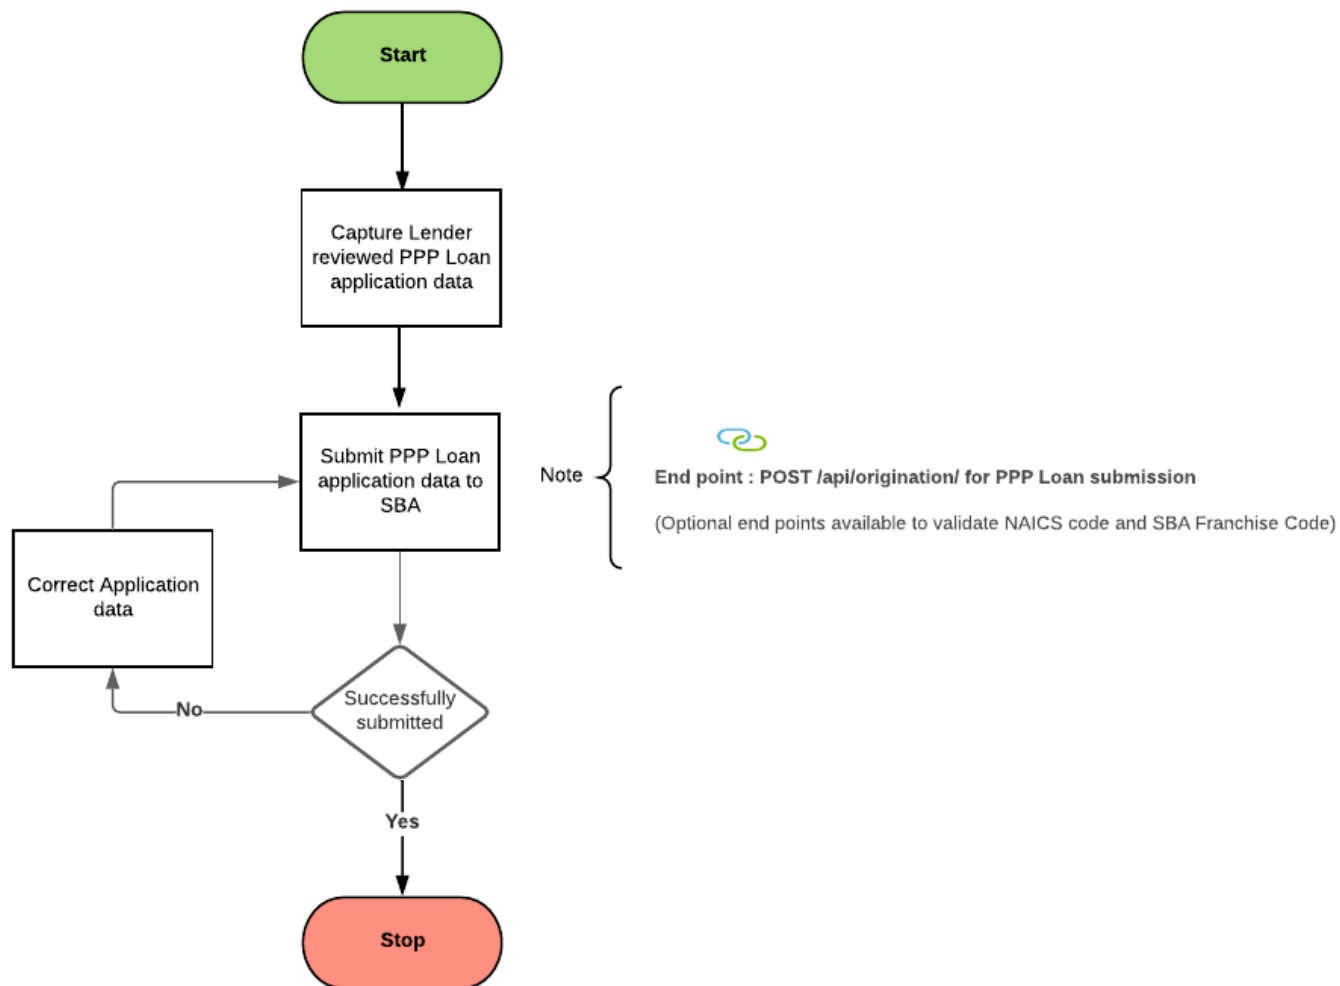 Start
Capture Lender
reviewed PPP Loan
application data
Submit PPP Loan
application data to
SBA
Note
End point : POST /api/origination/ for PPP Loan submission
(Optional end points available to validate NAICS code and SBA Franchise Code)
Correct Application
data
Successfully
submitted
No
Yes
Stop